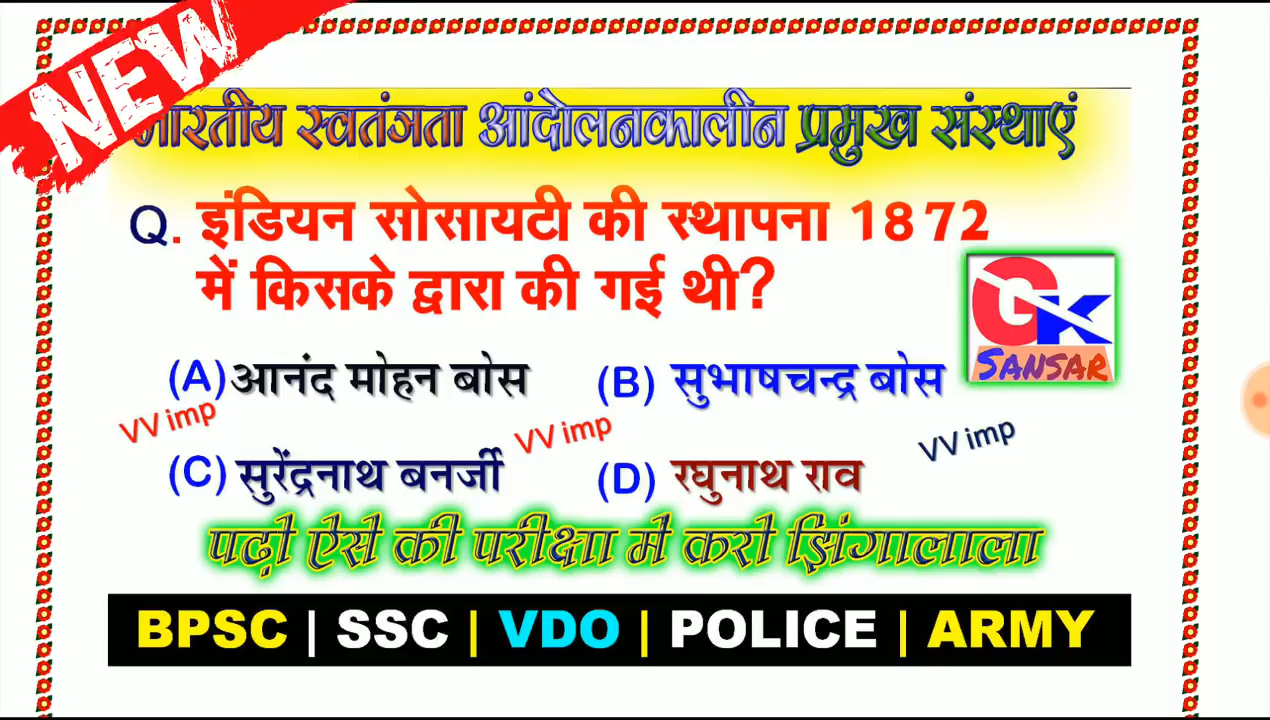 NEW
भारतीय स्वतंत्रता आंदोलनकालीन प्रमुख संस्थाएं
Q. इंडियन सोसायटी की स्थापना 1872
में किसके द्वारा की गई थी?
GK
SANSAR
(A) आनंद मोहन बोस (B) सुभाषचन्द्र बोस
VV imp VV imp VV imp
(C) सुरेंद्रनाथ बनर्जी (D) रघुनाथ राव
पढ़ो ऐसे की परीक्षा मे करो झिंगालाला
BPSC | SSC | VDO | POLICE | ARMY